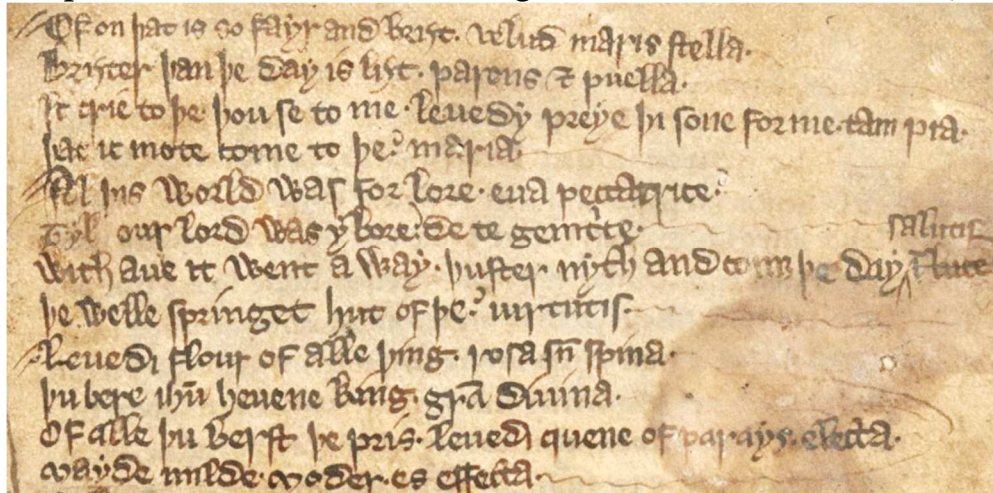 Of on þat is so fayr and briȝt · velud maris stella ·
Briȝter þan þe day is liȝt · parens ⁊ puella ·
Ic crie to þe · þou se to me · leuedy preye þi sone for me · tam pia ·
þat ic mote come to þe · maria ·
Al þis world was for lore · eua peccatrice ·
Tyl our lord was y bore · de te genitrice ·
With aue it went a way · þuster nyth and comȝ þe day salutis
þe welle springet hut of þe · uirtutis ·
Leuedi flour of alle þing · rosa sn̄ spina ·
þu bere ihū heuene king · grā diuina ·
Of alle þu berst þe pris · leuedi quene of parays · electa ·
Mayde milde moder · es effecta ·